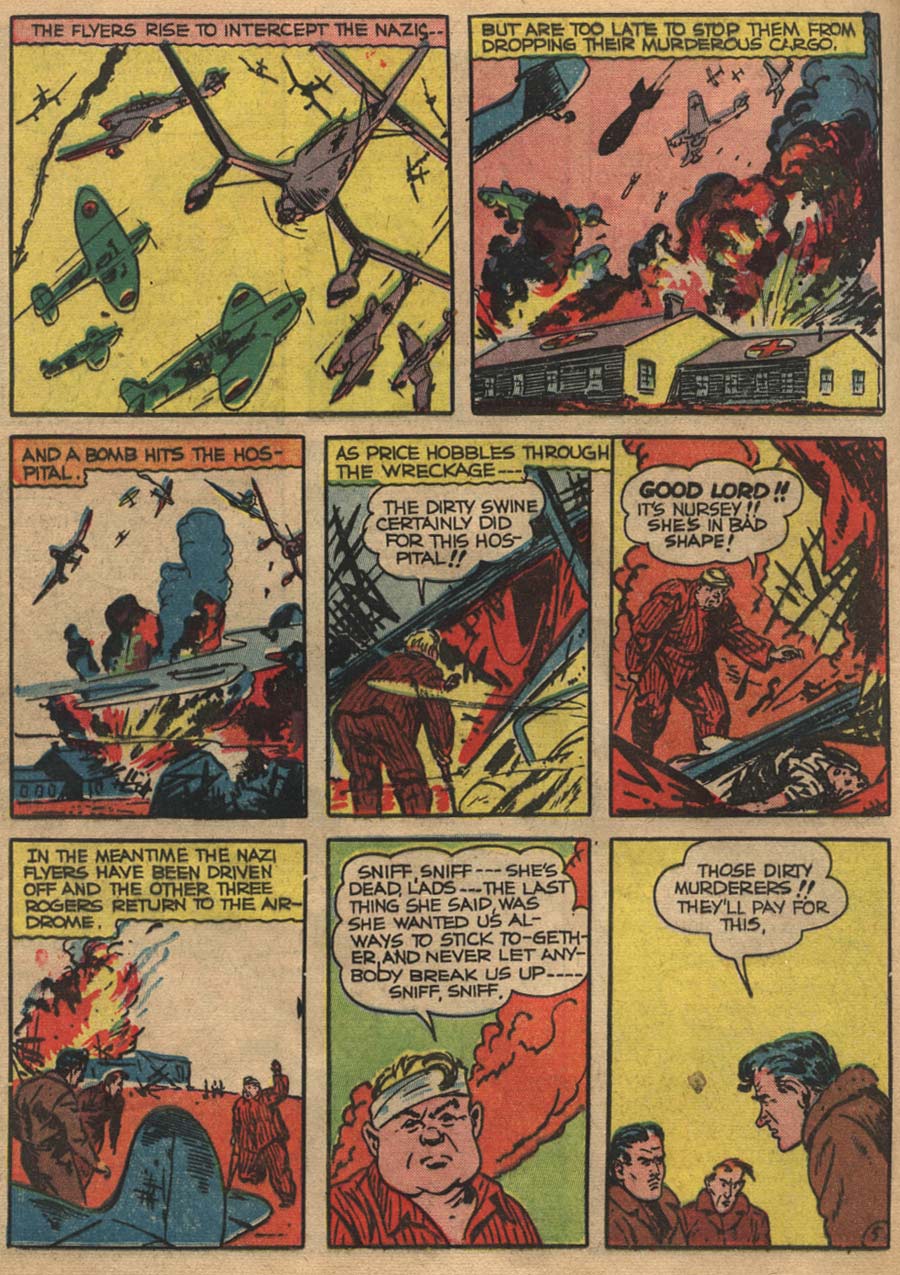 THE FLYERS RISE TO INTERCEPT THE NAZIS--
BUT ARE TOO LATE TO STOP THEM FROM
DROPPING THEIR MURDEROUS CARGO.
AND A BOMB HITS THE HOS-
PITAL.
AS PRICE HOBBLES THROUGH
THE WRECKAGE---
THE DIRTY SWINE
CERTAINLY DID
FOR THIS HOS-
PITAL!!
GOOD LORD!!
IT'S NURSEY!!
SHE'S IN BAD
SHAPE!
IN THE MEANTIME THE NAZI
FLYERS HAVE BEEN DRIVEN
OFF AND THE OTHER THREE
ROGERS RETURN TO THE AIR-
DROME.
SNIFF, SNIFF---- SHE'S
DEAD, LADS---THE LAST
THING SHE SAID, WAS
SHE WANTED US AL-
WAYS TO STICK TO-GETH-
ER, AND NEVER LET ANY-
BODY BREAK US UP----
SNIFF, SNIFF.
THOSE DIRTY
MURDERERS!!
THEY'LL PAY FOR
THIS.
5